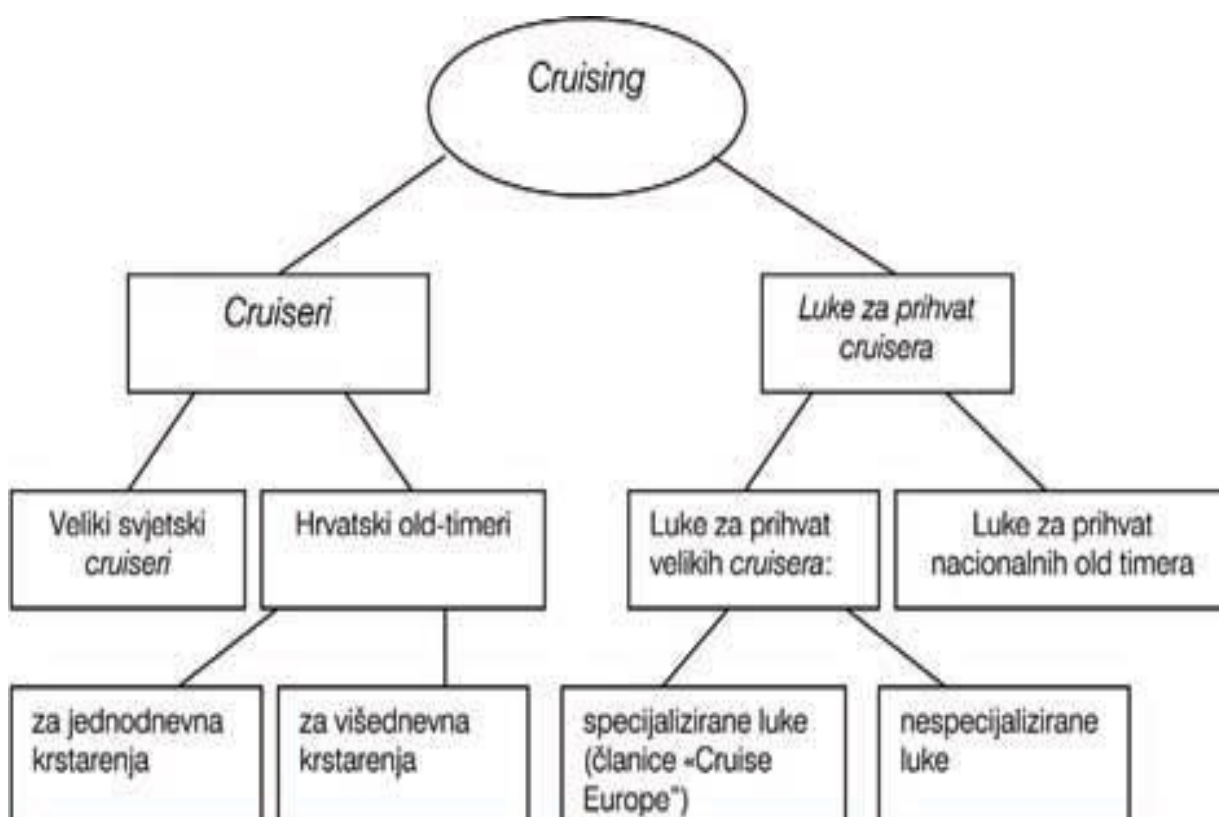 Cruising
Cruiseri
Luke za prihvat
cruisera
Veliki svjetski
cruiseri
Hrvatski old-timeri
Luke za prihvat
velikih cruisera:
Luke za prihvat
nacionalnih old timera
za jednodnevna
krstarenja
za višednevna
krstarenja
specijalizirane luke
(članice «Cruise
Europe")
nespecijalizirane
luke